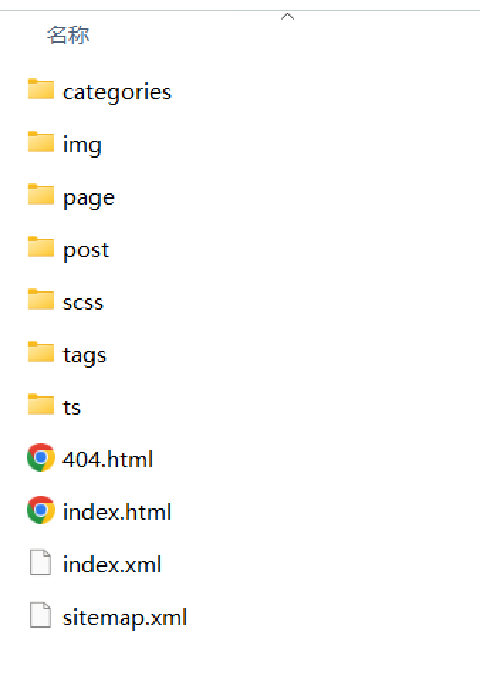 名称
categories
img
page
post
scss
tags
ts
404.html
index.html
index.xml
sitemap.xml